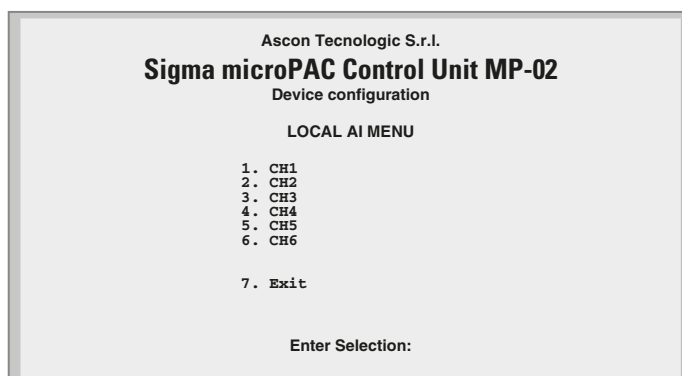 Ascon Tecnologic S.r.l.
Sigma microPAC Control Unit MP-02
Device configuration
LOCAL AI MENU
1. CH1
2. CH2
3. CH3
4. CH4
5. CH5
6. CH6
7. Exit
Enter Selection: